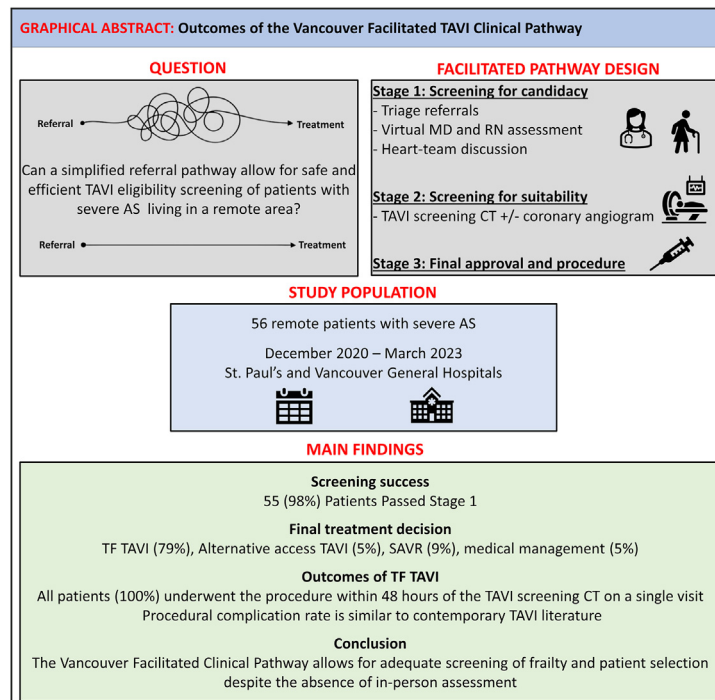 GRAPHICAL ABSTRACT: Outcomes of the Vancouver Facilitated TAVI Clinical Pathway
QUESTION
Referral
Treatment
Can a simplified referral pathway allow for safe and
efficient TAVI eligibility screening of patients with
severe AS living in a remote area?
Referral
Treatment
FACILITATED PATHWAY DESIGN
Stage 1: Screening for candidacy
- Triage referrals
- Virtual MD and RN assessment
- Heart-team discussion
Stage 2: Screening for suitability
- TAVI screening CT +/- coronary angiogram
Stage 3: Final approval and procedure
STUDY POPULATION
56 remote patients with severe AS
December 2020 – March 2023
St. Paul's and Vancouver General Hospitals
MAIN FINDINGS
Screening success
55 (98%) Patients Passed Stage 1
Final treatment decision
TF TAVI (79%), Alternative access TAVI (5%), SAVR (9%), medical management (5%)
Outcomes of TF TAVI
All patients (100%) underwent the procedure within 48 hours of the TAVI screening CT on a single visit
Procedural complication rate is similar to contemporary TAVI literature
Conclusion
The Vancouver Facilitated Clinical Pathway allows for adequate screening of frailty and patient selection
despite the absence of in-person assessment